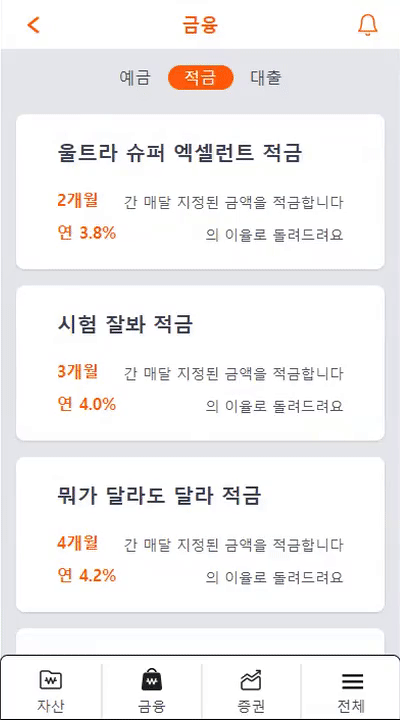 금융
예금 적금 대출
울트라 슈퍼 엑셀런트 적금
2개월 간 매달 지정된 금액을 적금합니다
연 3.8% 의 이율로 돌려드려요
시험 잘봐 적금
3개월 간 매달 지정된 금액을 적금합니다
연 4.0% 의 이율로 돌려드려요
뭐가 달라도 달라 적금
4개월 간 매달 지정된 금액을 적금합니다
연 4.2% 의 이율로 돌려드려요
자산 금융 증권 전체